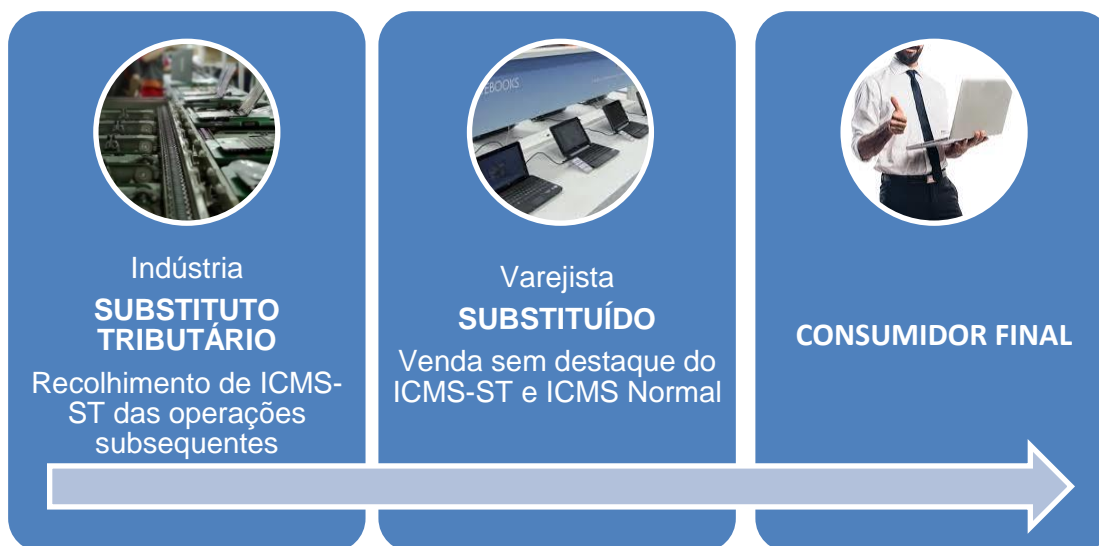 EBOOKS
Indústria
SUBSTITUTO
TRIBUTÁRIO
Recolhimento de ICMS-
ST das operações
subsequentes
Varejista
SUBSTITUÍDO
Venda sem destaque do
ICMS-ST e ICMS Normal
CONSUMIDOR FINAL